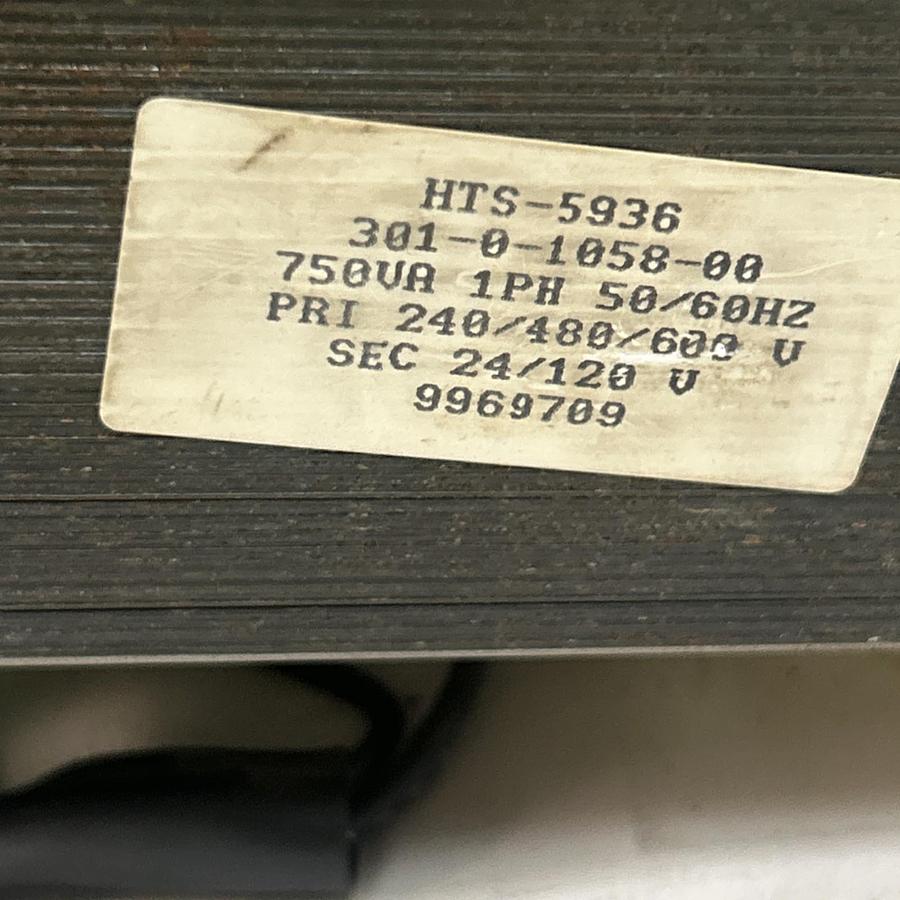 HTS-5936
301-0-1058-00
750VA 1PH 50/60HZ
PRI 240/480/600 V
SEC 24/120 V
9969709